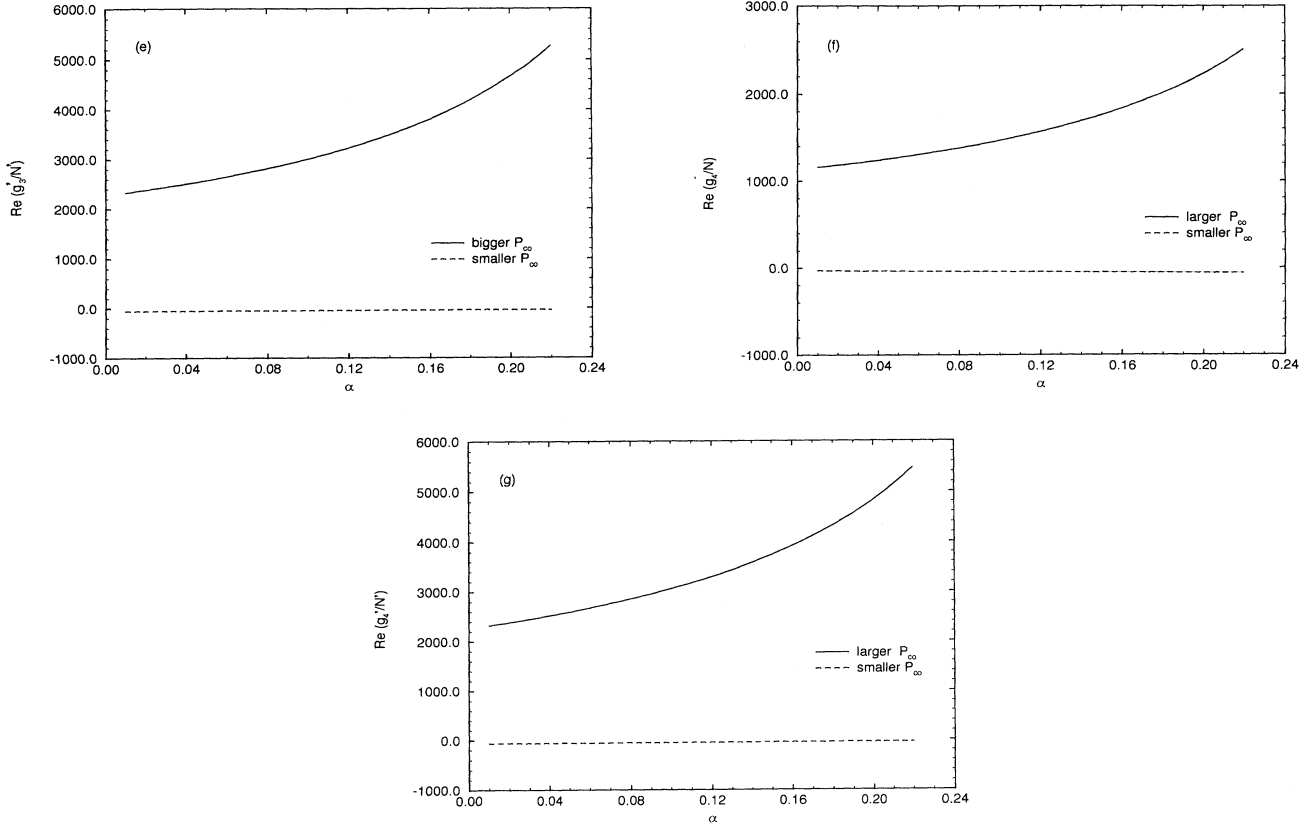 (e)
6000.0
5000.0
4000.0
3000.0
2000.0
1000.0
0.0
-1000.0
0.00 0.04 0.08 0.12 0.16 0.20 0.24
α
Re (g₃'/N')
bigger P∞
smaller P∞
(f)
3000.0
2000.0
1000.0
0.0
-1000.0
0.00 0.04 0.08 0.12 0.16 0.20 0.24
α
Re (g₄/N)
larger P∞
smaller P∞
(g)
6000.0
5000.0
4000.0
3000.0
2000.0
1000.0
0.0
-1000.0
0.00 0.04 0.08 0.12 0.16 0.20 0.24
α
Re (g₄'/N')
larger P∞
smaller P∞